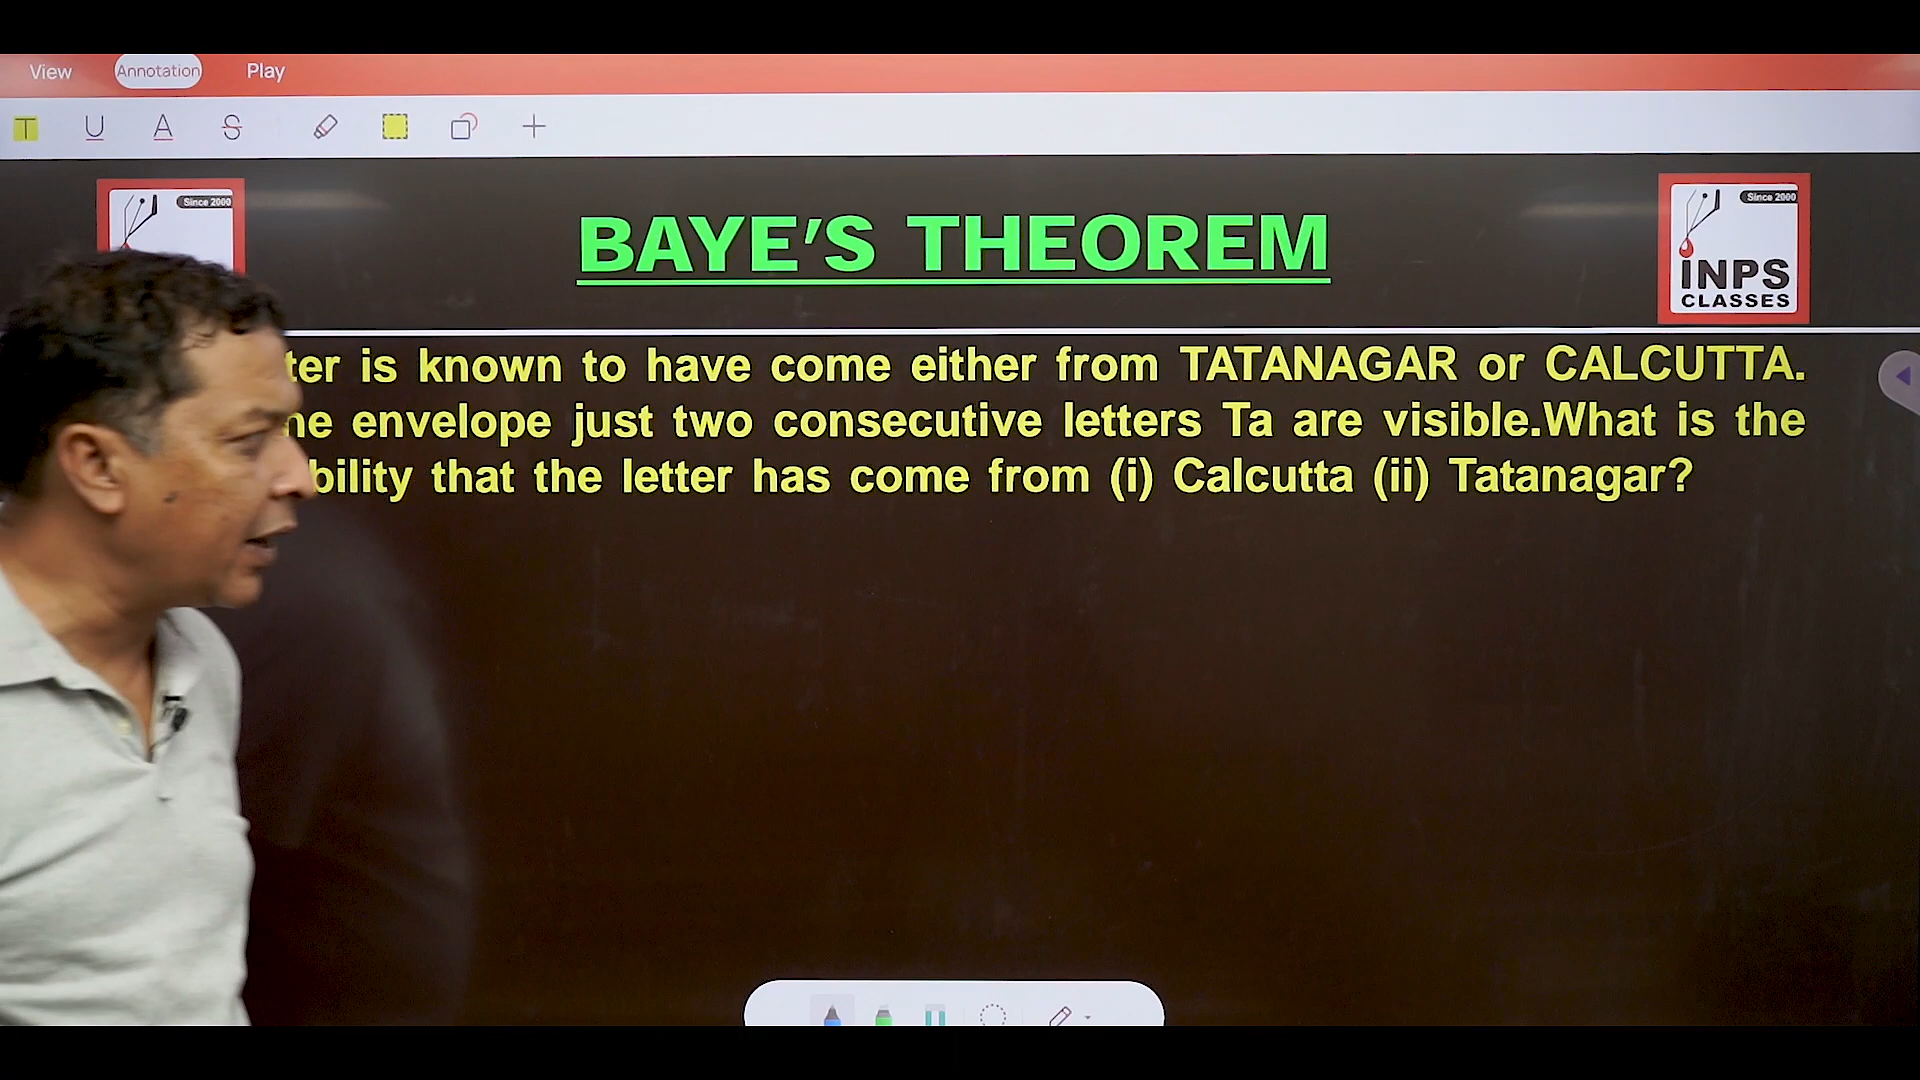 View Annotation Play
T U A S
Since 2000
BAYE'S THEOREM
Since 2000
iNPS
CLASSES
is known to have come either from TATANAGAR or CALCUTTA.
envelope just two consecutive letters Ta are visible.What is the
that the letter has come from (i) Calcutta (ii) Tatanagar?